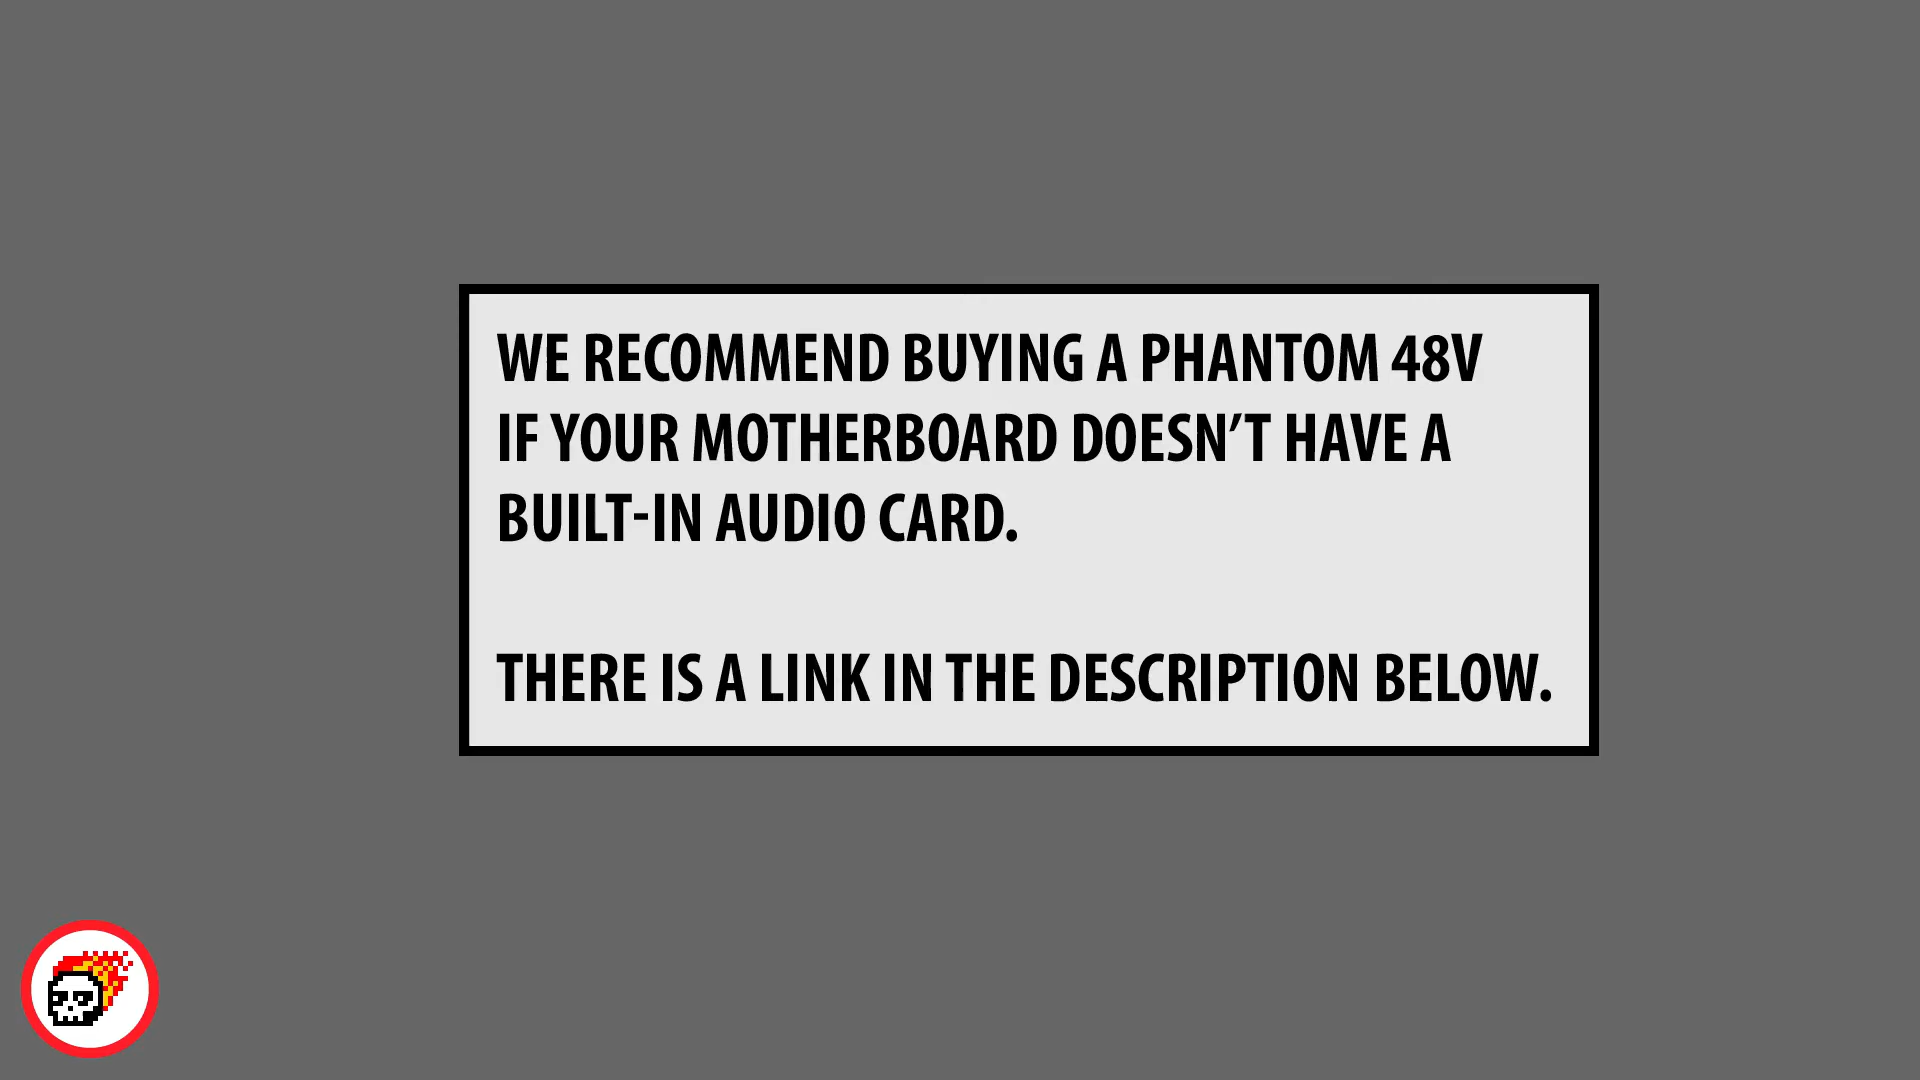 WE RECOMMEND BUYING A PHANTOM 48V
IF YOUR MOTHERBOARD DOESN'T HAVE A
BUILT-IN AUDIO CARD.
THERE IS A LINK IN THE DESCRIPTION BELOW.